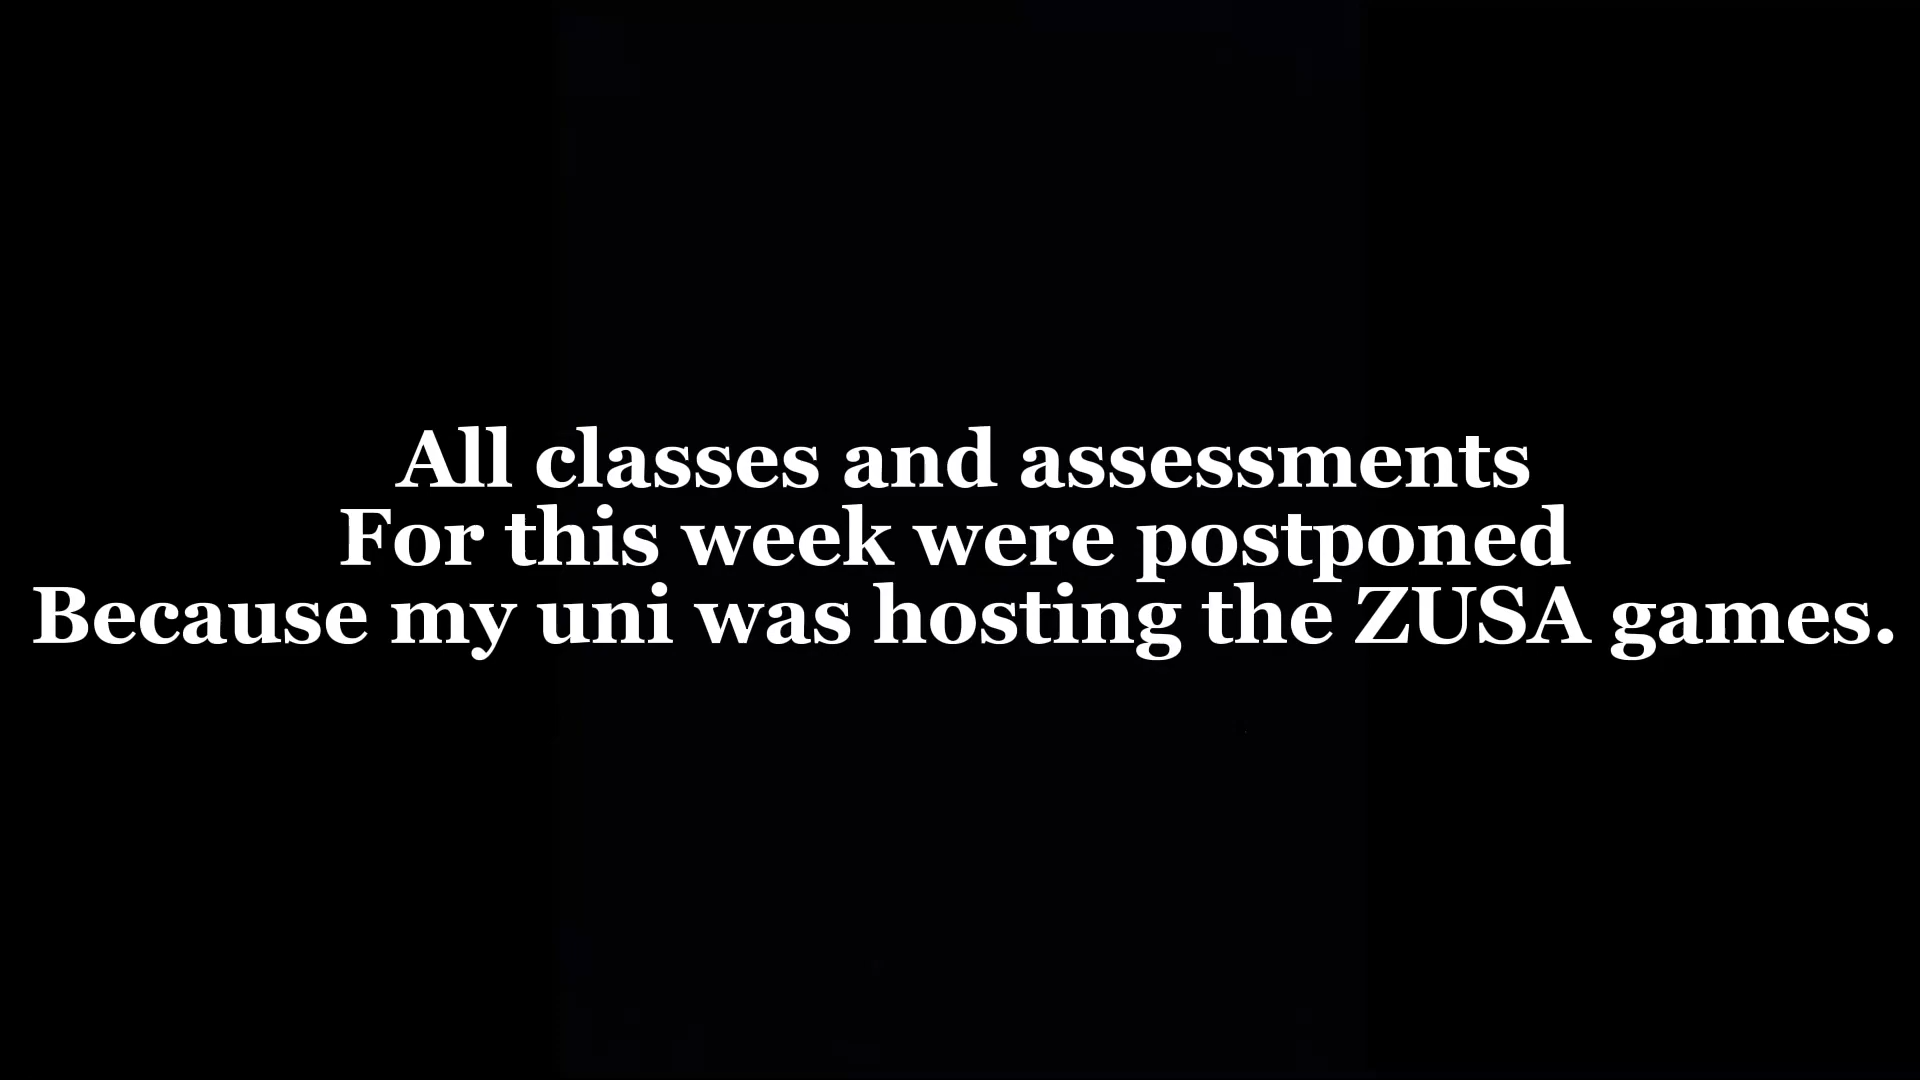 All classes and assessments
For this week were postponed
Because my uni was hosting the ZUSA games.